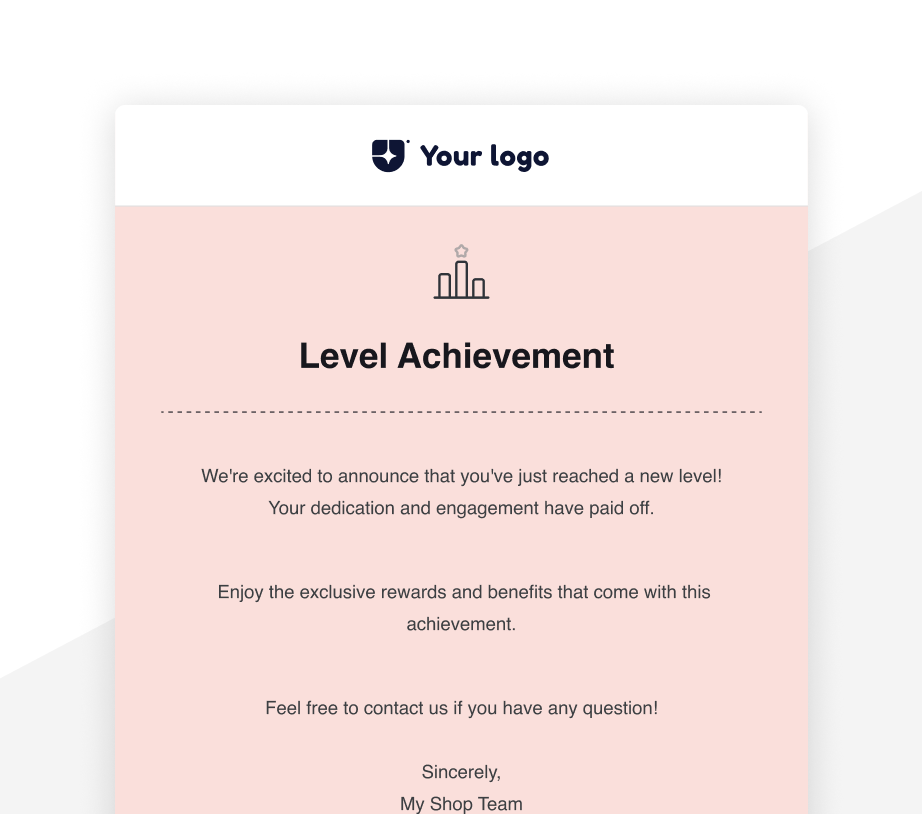 Your logo
Level Achievement
We're excited to announce that you've just reached a new level!
Your dedication and engagement have paid off.
Enjoy the exclusive rewards and benefits that come with this
achievement.
Feel free to contact us if you have any question!
Sincerely,
My Shop Team